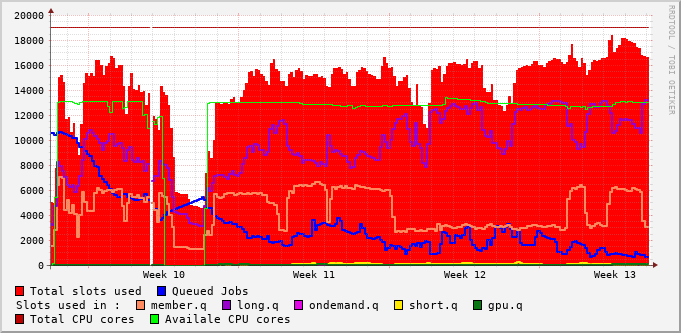 RRDTOOL / TOBI OETIKER
20000
18000
16000
14000
12000
10000
8000
6000
4000
2000
0
Week 10 Week 11 Week 12 Week 13
Total slots used Queued Jobs
Slots used in : member.q long.q ondemand.q short.q gpu.q
Total CPU cores Availale CPU cores